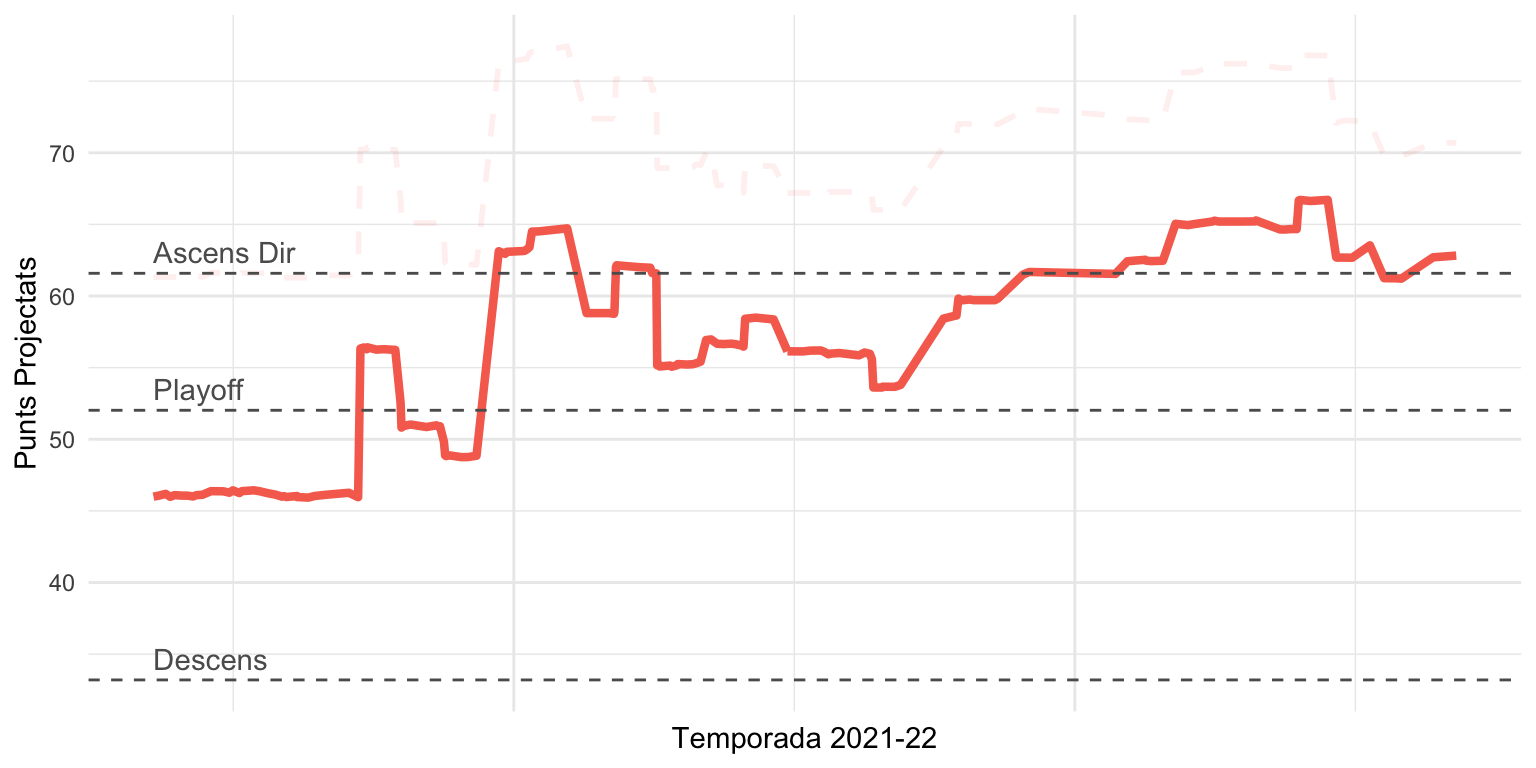 70
Ascens Dir
60
Playoff
50
40
Descens
Punts Projectats
Temporada 2021-22